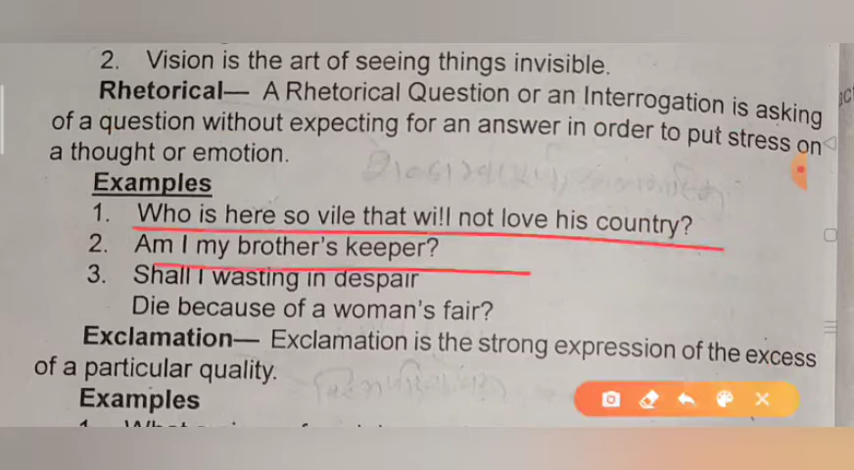 2. Vision is the art of seeing things invisible.
Rhetorical— A Rhetorical Question or an Interrogation is asking
of a question without expecting for an answer in order to put stress on
a thought or emotion.
Examples
1. Who is here so vile that will not love his country?
2. Am I my brother's keeper?
3. Shall I wasting in despair
Die because of a woman's fair?
Exclamation— Exclamation is the strong expression of the excess
of a particular quality.
Examples